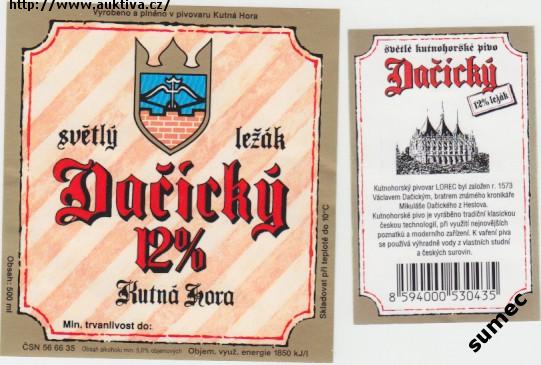 http://www.auktiva.cz/
Vyrobeno a plněno v pivovaru Kutná Hora
světlý ležák
Dačický
12%
Kutná Hora
Min. trvanlivost do:
Obsah: 500 ml
Skladovat při teplotě do 10°C
ČSN 56 66 35 Obsah alkoholu min. 5,0% objemových Objem. využ. energie 1850 kJ/l
světlé kutnohorské pivo
Dačický
12% ležák
Kutnohorský pivovar LOREC byl založen r. 1573
Václavem Dačickým, bratrem známého kronikáře
Mikuláše Dačického z Heslova.
Kutnohorské pivo je vyráběno tradiční klasickou
českou technologií, při využití nejnovějších
poznatků a moderního zařízení. K vaření piva
se používá výhradně vody z vlastních studní
a českých surovin.
8 594000 530435
sumec